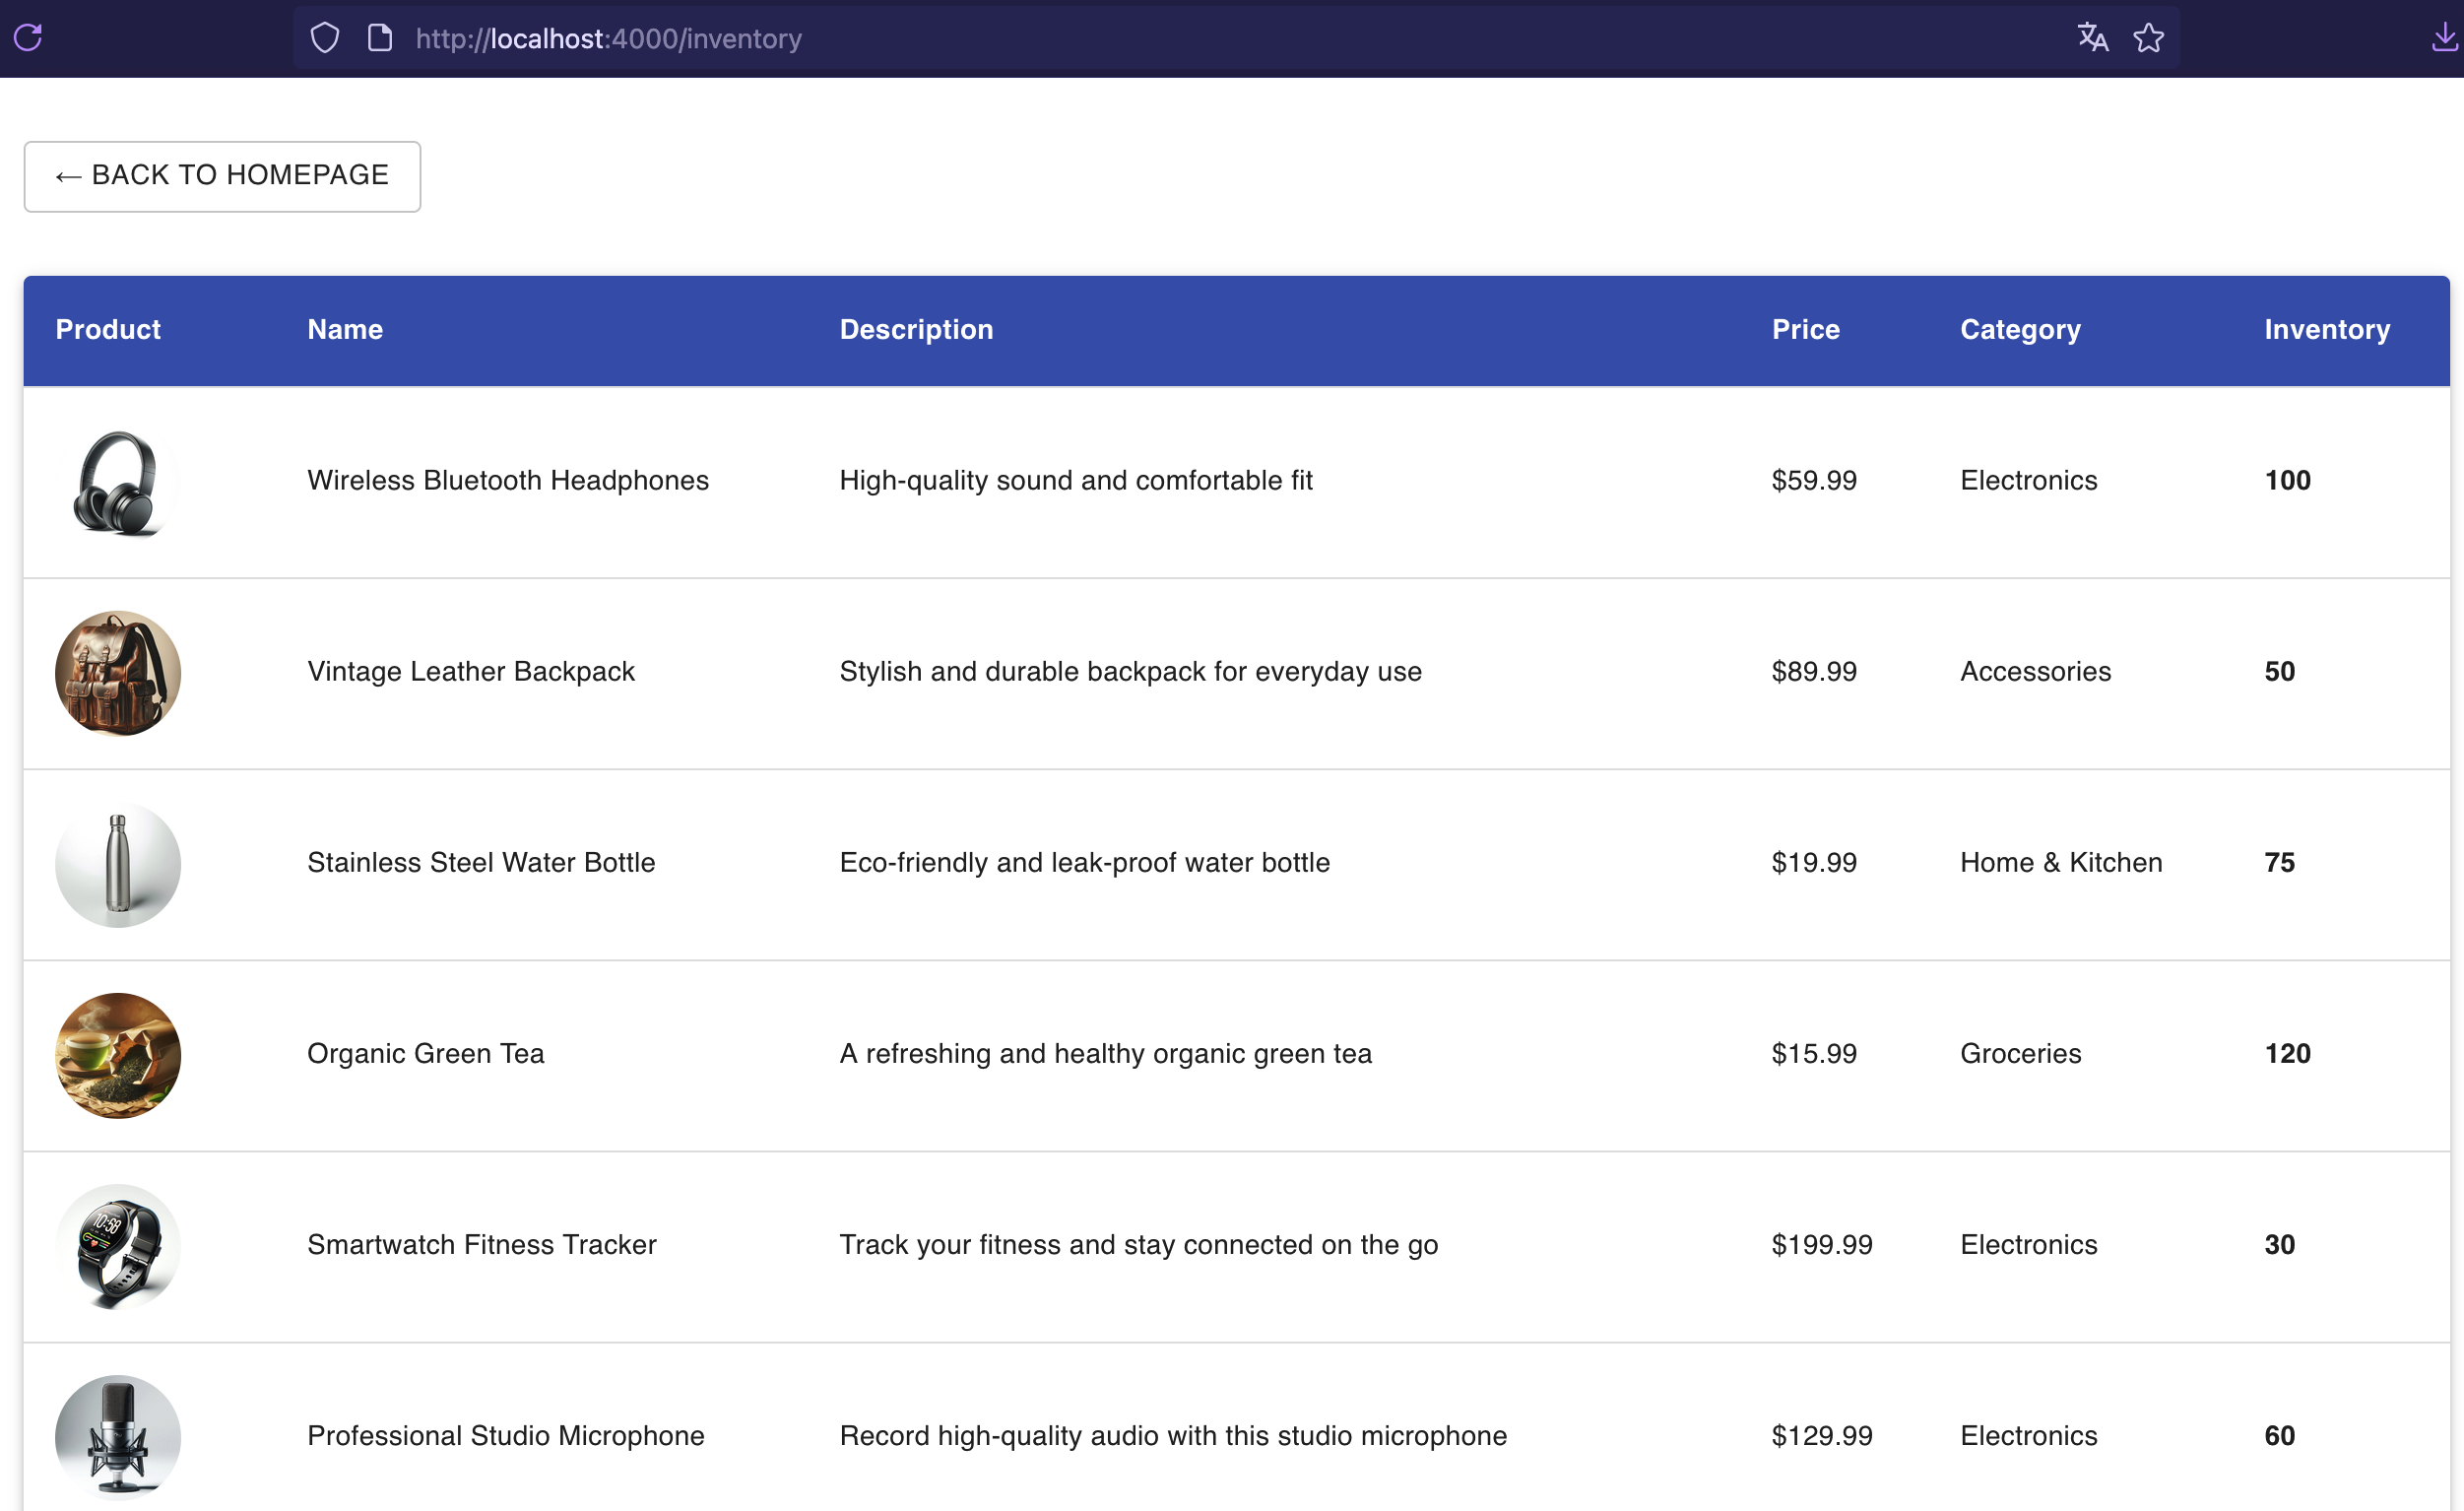 http://localhost:4000/inventory
← BACK TO HOMEPAGE
Product Name Description Price Category Inventory
Wireless Bluetooth Headphones High-quality sound and comfortable fit $59.99 Electronics 100
Vintage Leather Backpack Stylish and durable backpack for everyday use $89.99 Accessories 50
Stainless Steel Water Bottle Eco-friendly and leak-proof water bottle $19.99 Home & Kitchen 75
Organic Green Tea A refreshing and healthy organic green tea $15.99 Groceries 120
10:58
Smartwatch Fitness Tracker Track your fitness and stay connected on the go $199.99 Electronics 30
Professional Studio Microphone Record high-quality audio with this studio microphone $129.99 Electronics 60